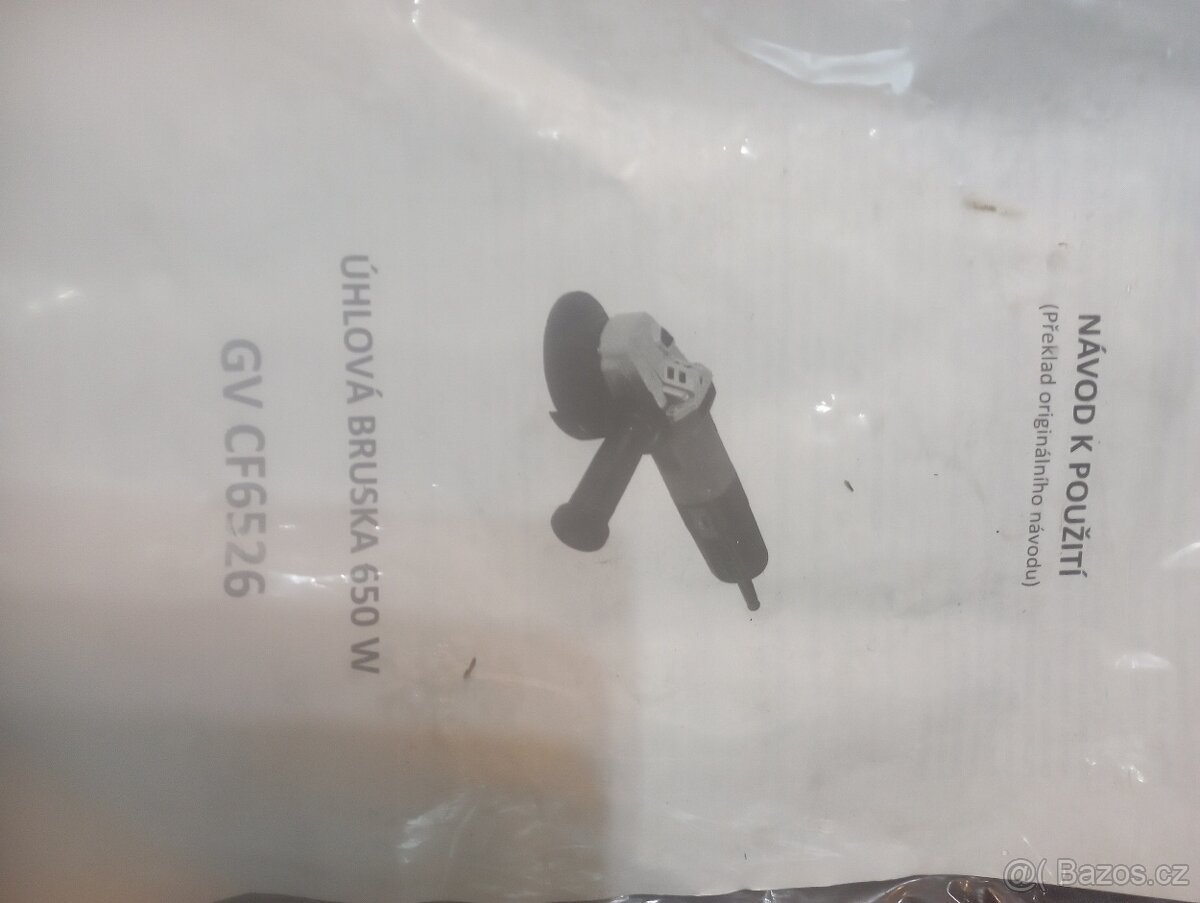 NÁVOD K POUŽITÍ
(Překlad originálního návodu)
ÚHLOVÁ BRUSKA 650 W
GV CF6526
@( Bazos.cz